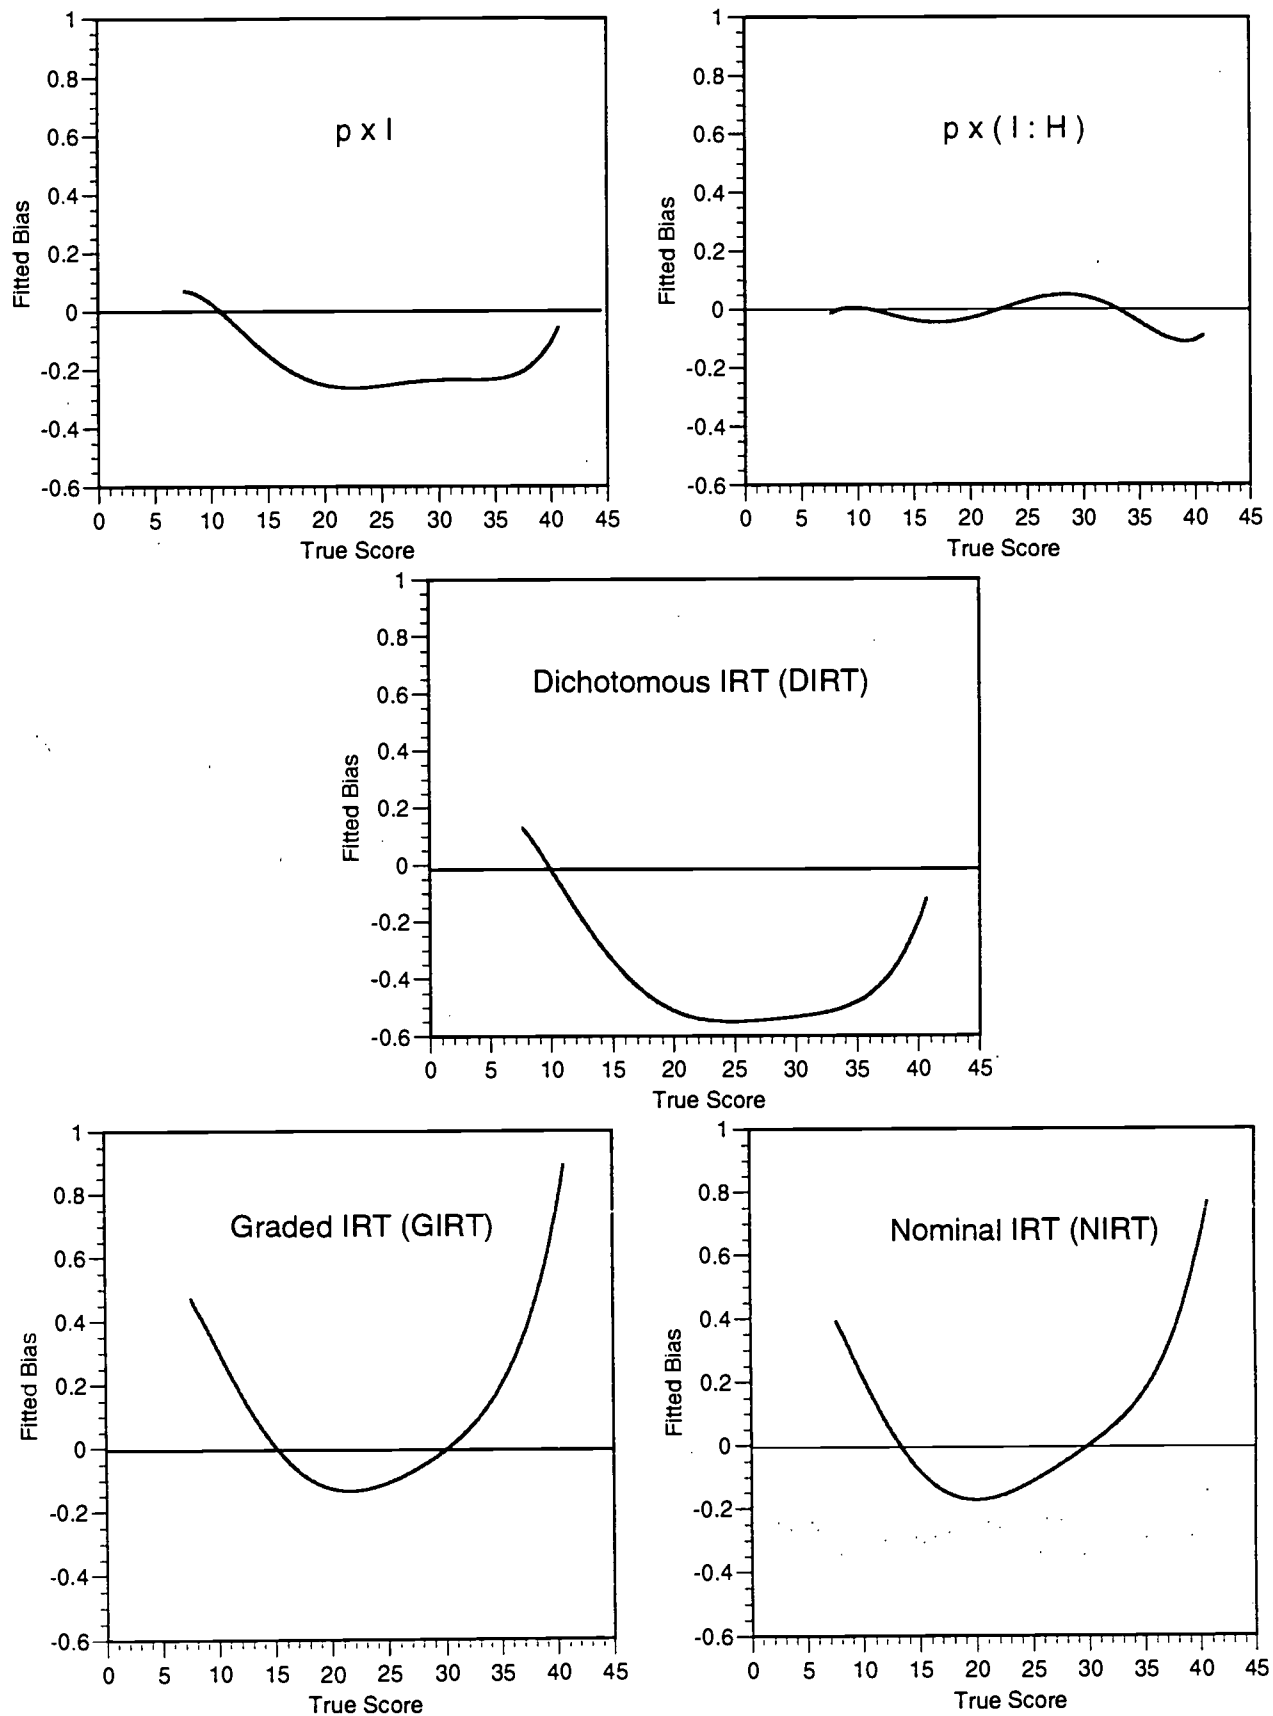 1
0.8
0.6
0.4
0.2
0
-0.2
-0.4
-0.6
Fitted Bias
p x I
0 5 10 15 20 25 30 35 40 45
True Score
1
0.8
0.6
0.4
0.2
0
-0.2
-0.4
-0.6
Fitted Bias
p x ( I : H )
0 5 10 15 20 25 30 35 40 45
True Score
1
0.8
0.6
0.4
0.2
0
-0.2
-0.4
-0.6
Fitted Bias
Dichotomous IRT (DIRT)
0 5 10 15 20 25 30 35 40 45
True Score
1
0.8
0.6
0.4
0.2
0
-0.2
-0.4
-0.6
Fitted Bias
Graded IRT (GIRT)
0 5 10 15 20 25 30 35 40 45
True Score
1
0.8
0.6
0.4
0.2
0
-0.2
-0.4
-0.6
Fitted Bias
Nominal IRT (NIRT)
0 5 10 15 20 25 30 35 40 45
True Score